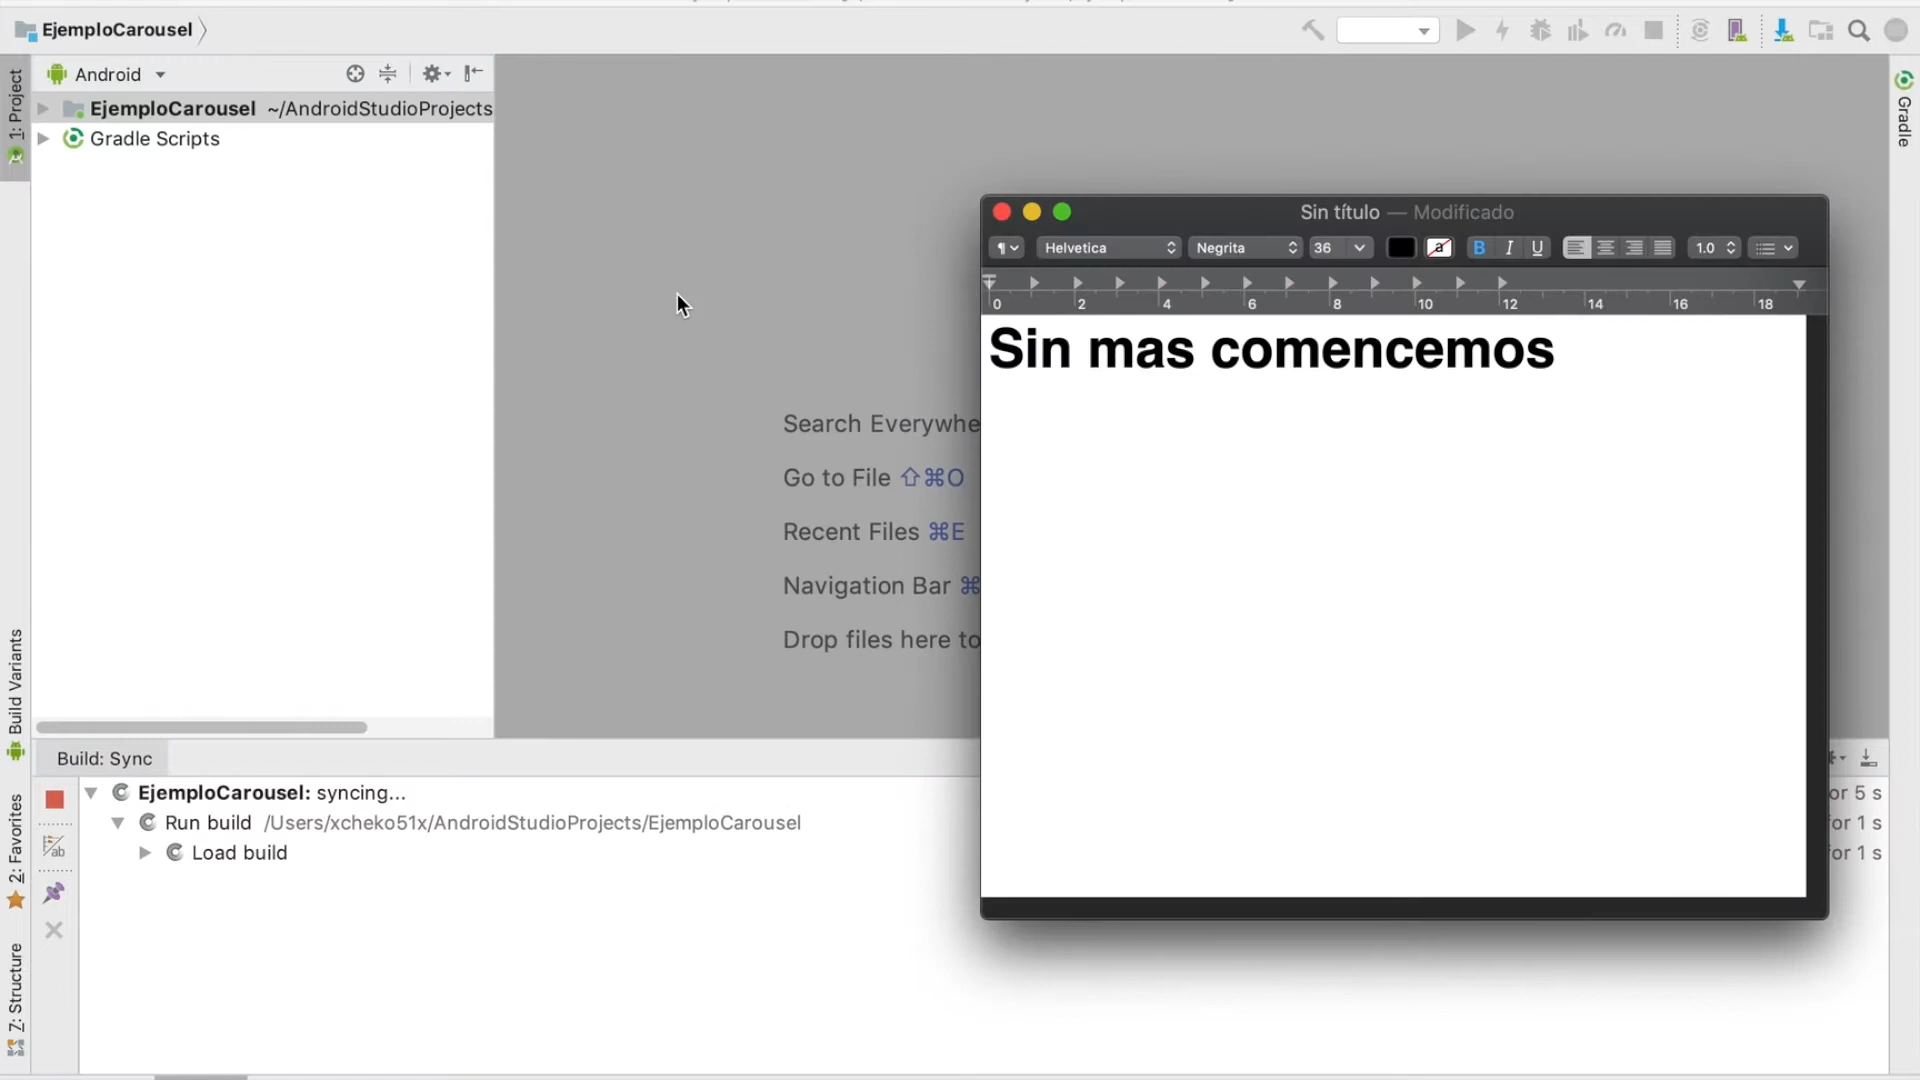 EjemploCarousel
Android
1: Project
EjemploCarousel ~/AndroidStudioProjects
Gradle Scripts
Gradle
Sin título — Modificado
¶ Helvetica Negrita 36 a B I U 1.0
0 2 4 6 8 10 12 14 16 18
Sin mas comencemos
Search Everywhe
Go to File ⇧⌘O
Recent Files ⌘E
Navigation Bar ⌘
Drop files here to
Build Variants
2: Favorites
7: Structure
Build: Sync
EjemploCarousel: syncing... or 5 s
Run build /Users/xcheko51x/AndroidStudioProjects/EjemploCarousel for 1 s
Load build for 1 s